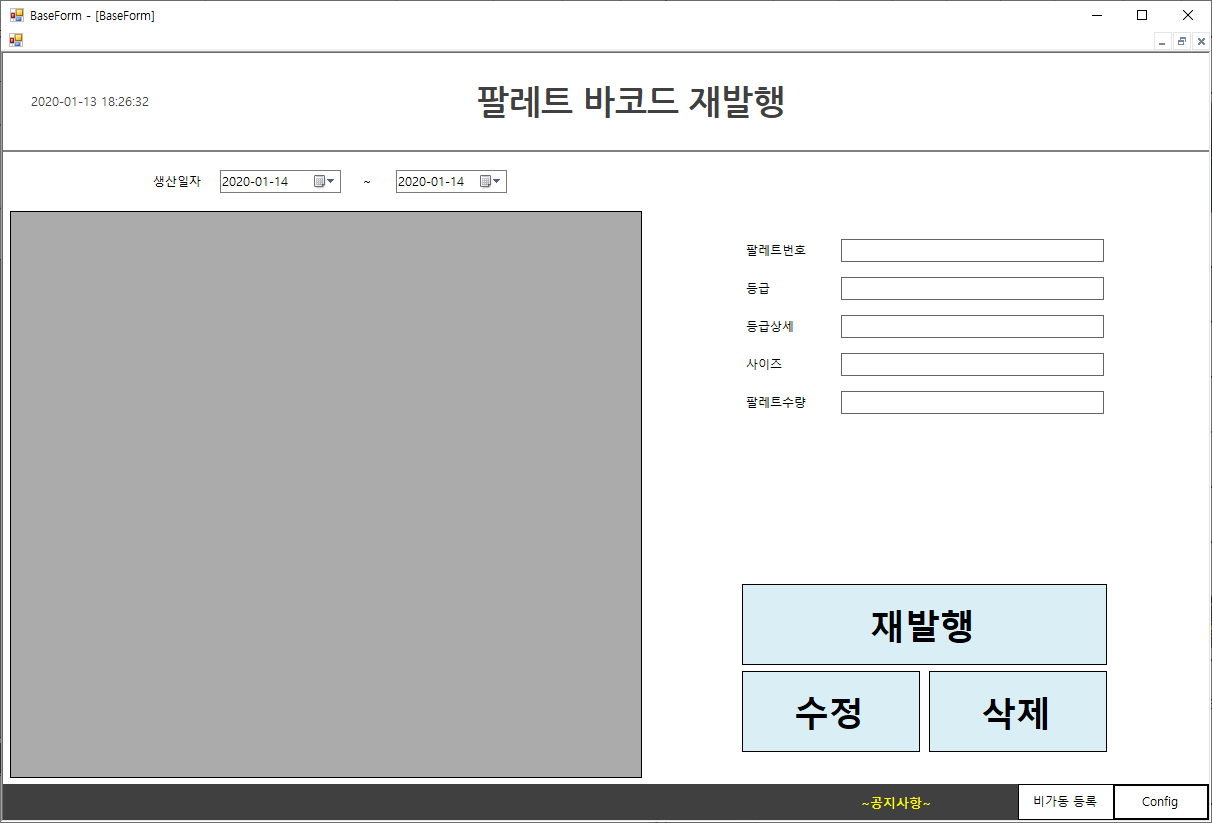 BaseForm - [BaseForm]
2020-01-13 18:26:32
팔레트 바코드 재발행
생산일자 2020-01-14 ~ 2020-01-14
팔레트번호
등급
등급상세
사이즈
팔레트수량
재발행
수정 삭제
~공지사항~ 비가동 등록 Config